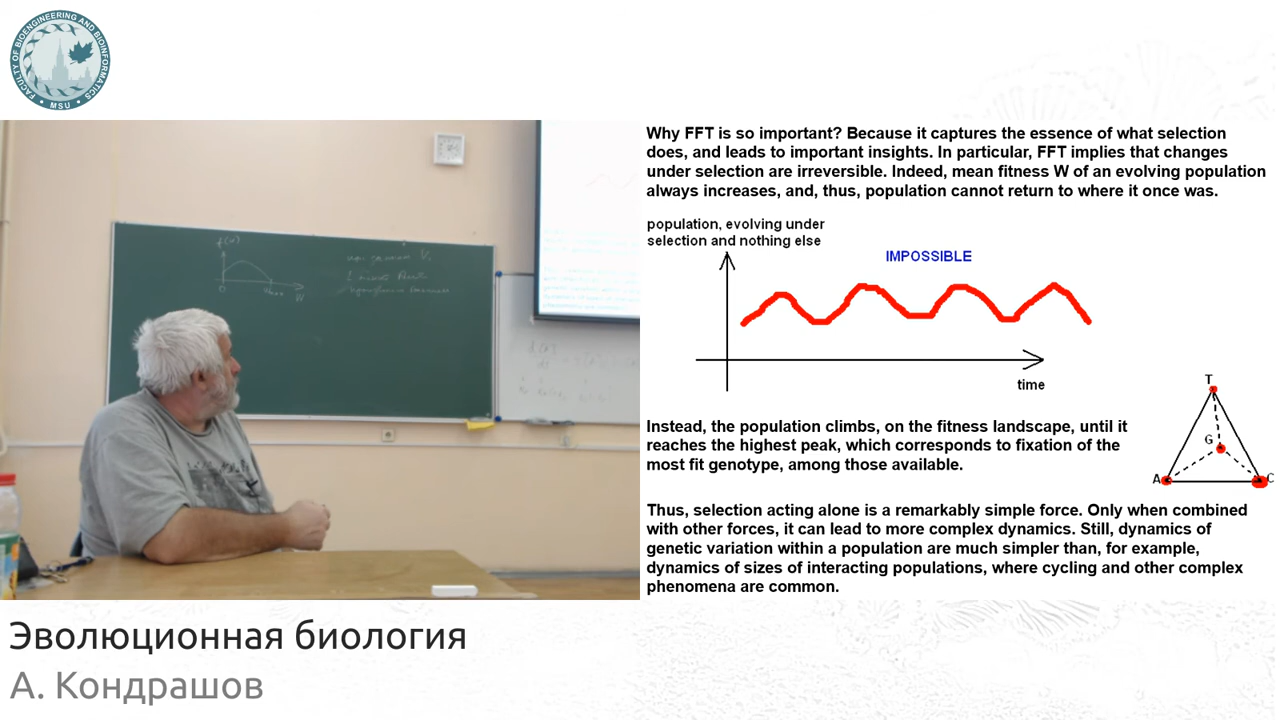 FACULTY OF BIOENGINEERING AND BIOINFORMATICS
• MSU •
f(x)
0
W
Why FFT is so important? Because it captures the essence of what selection
does, and leads to important insights. In particular, FFT implies that changes
under selection are irreversible. Indeed, mean fitness W of an evolving population
always increases, and, thus, population cannot return to where it once was.
population, evolving under
selection and nothing else
IMPOSSIBLE
time
Instead, the population climbs, on the fitness landscape, until it
reaches the highest peak, which corresponds to fixation of the
most fit genotype, among those available.
T
G
A
C
Thus, selection acting alone is a remarkably simple force. Only when combined
with other forces, it can lead to more complex dynamics. Still, dynamics of
genetic variation within a population are much simpler than, for example,
dynamics of sizes of interacting populations, where cycling and other complex
phenomena are common.
Эволюционная биология
А. Кондрашов